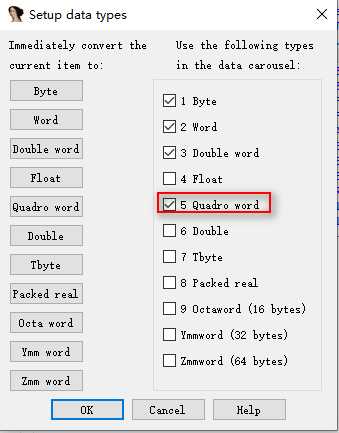 Setup data types
Immediately convert the
current item to:
Byte
Word
Double word
Float
Quadro word
Double
Tbyte
Packed real
Octa word
Ymm word
Zmm word
Use the following types
in the data carousel:
1 Byte
2 Word
3 Double word
4 Float
5 Quadro word
6 Double
7 Tbyte
8 Packed real
9 Octaword (16 bytes)
Ymmword (32 bytes)
Zmmword (64 bytes)
OK
Cancel
Help